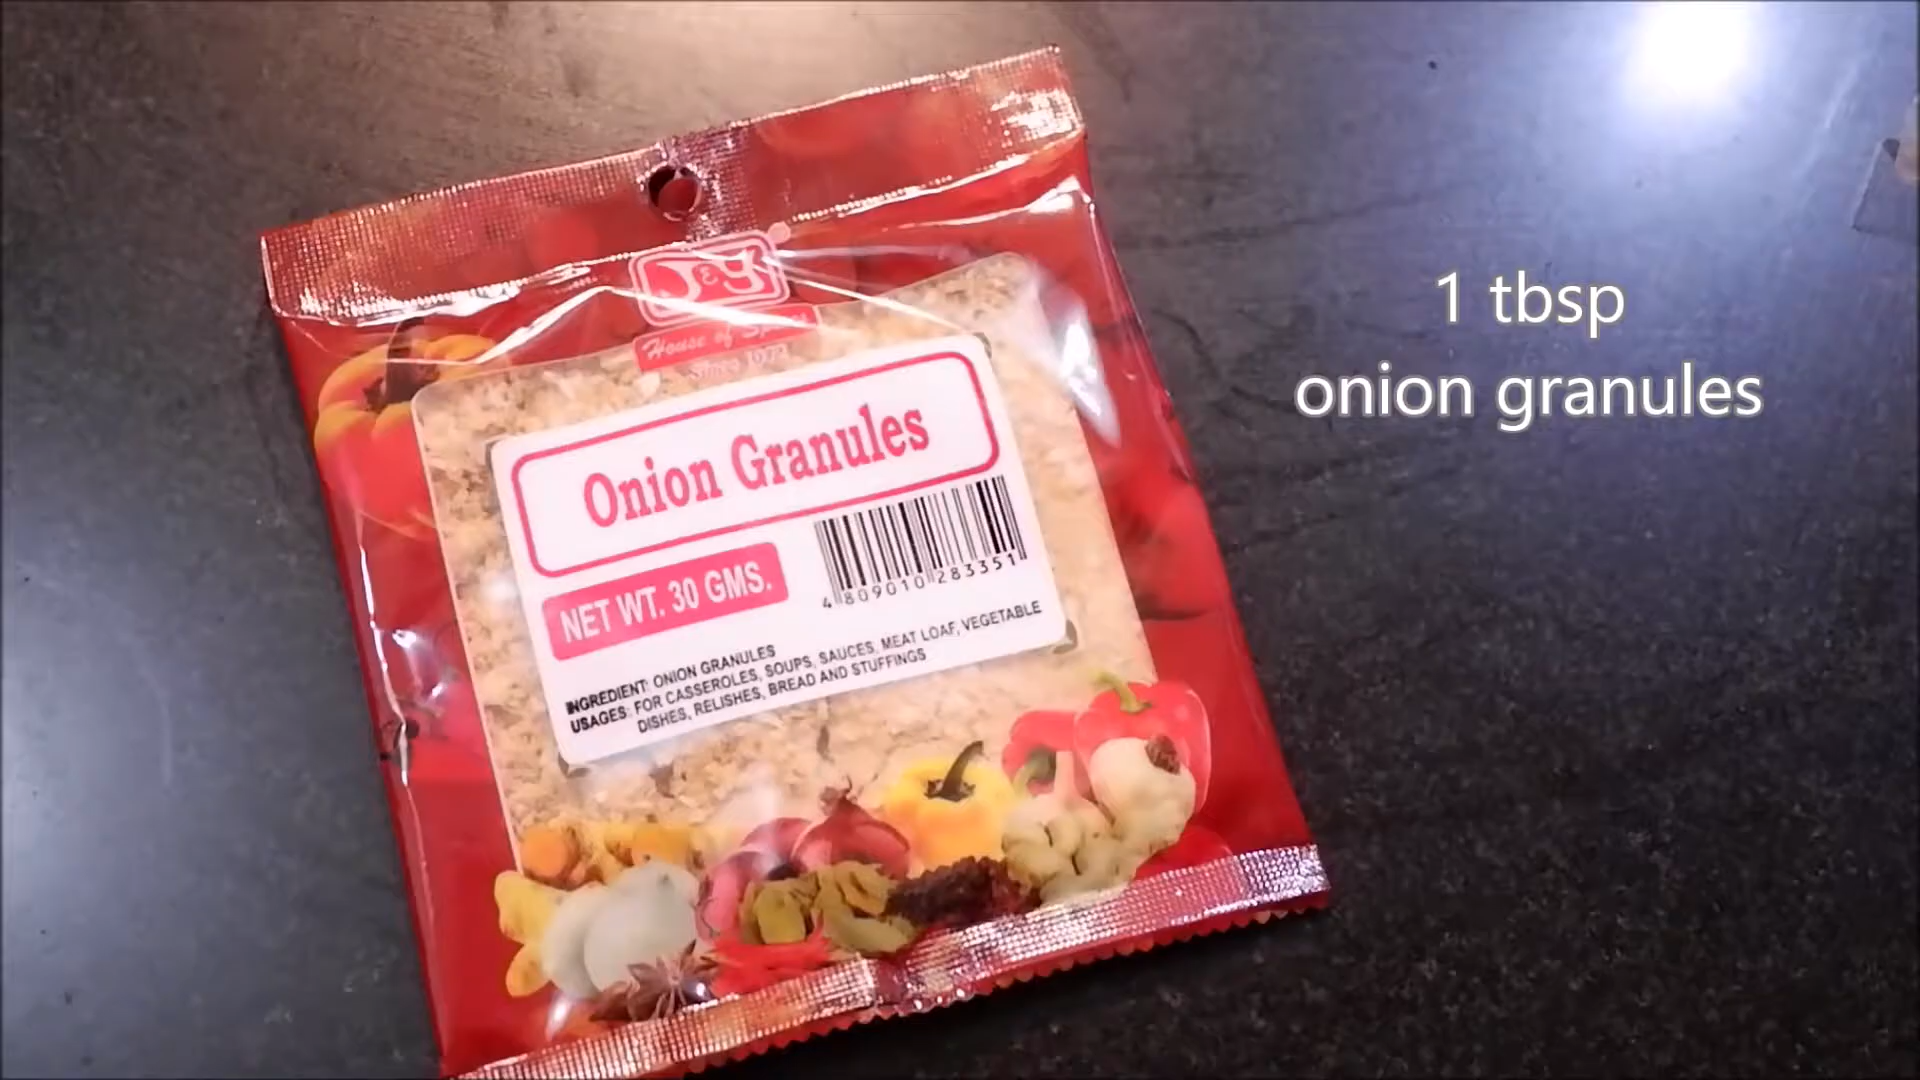 J&Y
House of Spices
Since 1972
Onion Granules
NET WT. 30 GMS.
4 809010 283351
INGREDIENT: ONION GRANULES
USAGES: FOR CASSEROLES, SOUPS, SAUCES, MEAT LOAF, VEGETABLE
DISHES, RELISHES, BREAD AND STUFFINGS
1 tbsp
onion granules